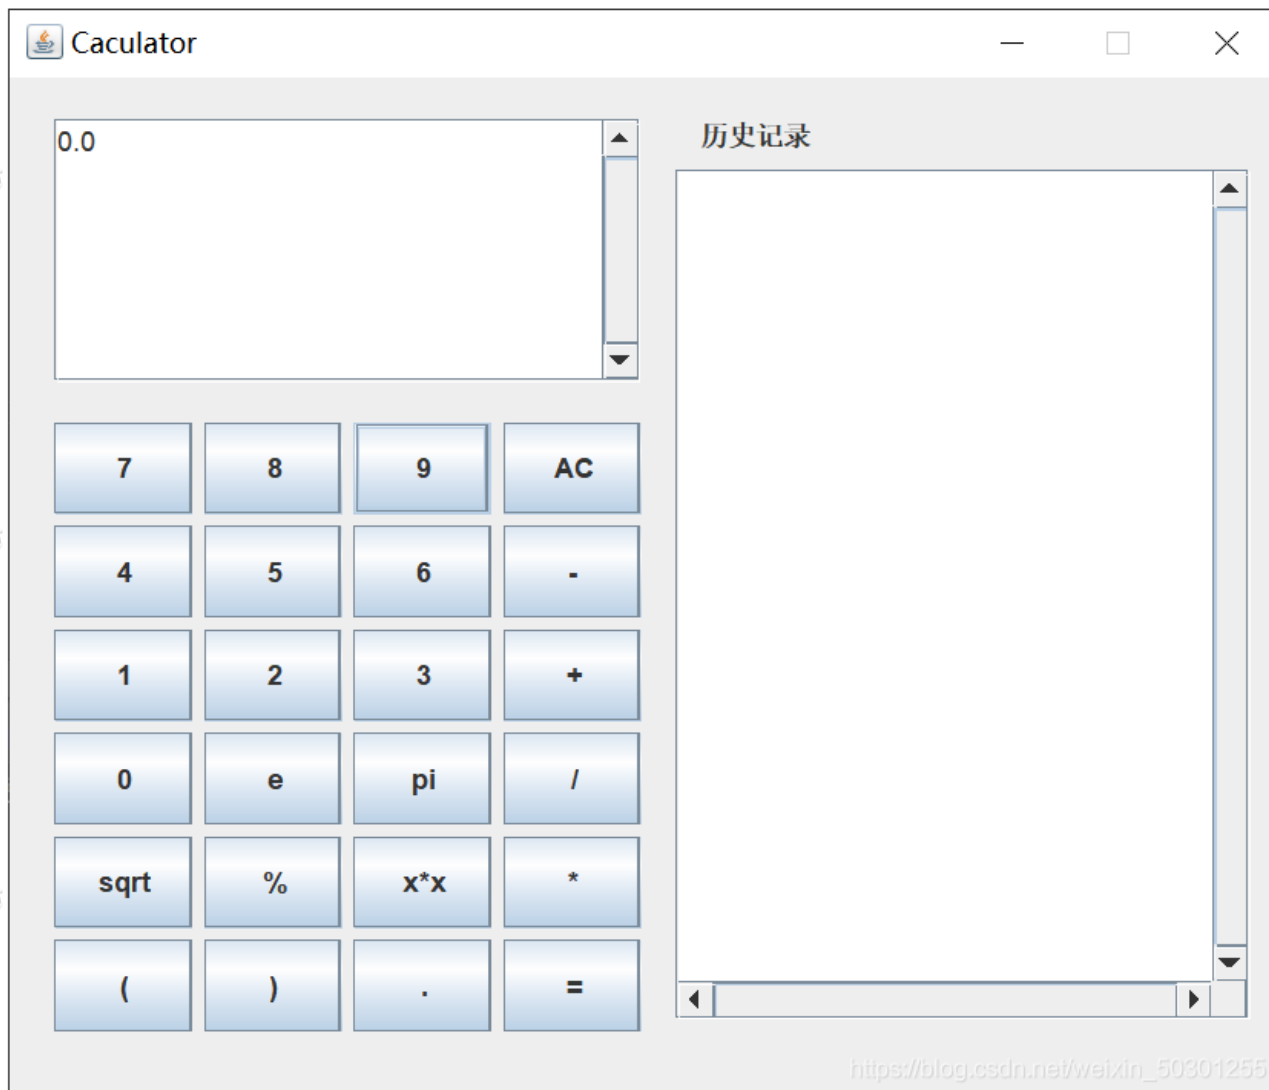 Caculator
0.0
历史记录
7 8 9 AC
4 5 6 -
1 2 3 +
0 e pi /
sqrt % x*x *
( ) . =
https://blog.csdn.net/weixin_50301255